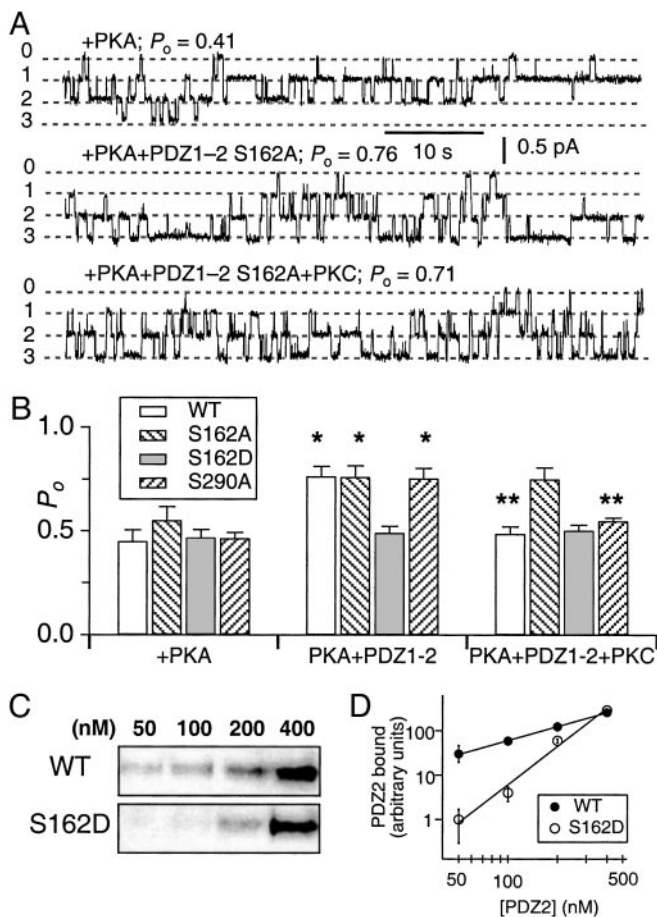 A
+PKA; Po = 0.41
0
1
2
3
10 s
0.5 pA
+PKA+PDZ1–2 S162A; Po = 0.76
0
1
2
3
+PKA+PDZ1–2 S162A+PKC; Po = 0.71
0
1
2
3
B
WT
S162A
S162D
S290A
Po
1.0
0.5
0.0
* * *
** **
+PKA
PKA+PDZ1-2
PKA+PDZ1-2+PKC
C
(nM) 50 100 200 400
WT
S162D
D
PDZ2 bound
(arbitrary units)
100
10
1
WT
S162D
50 100 500
[PDZ2] (nM)